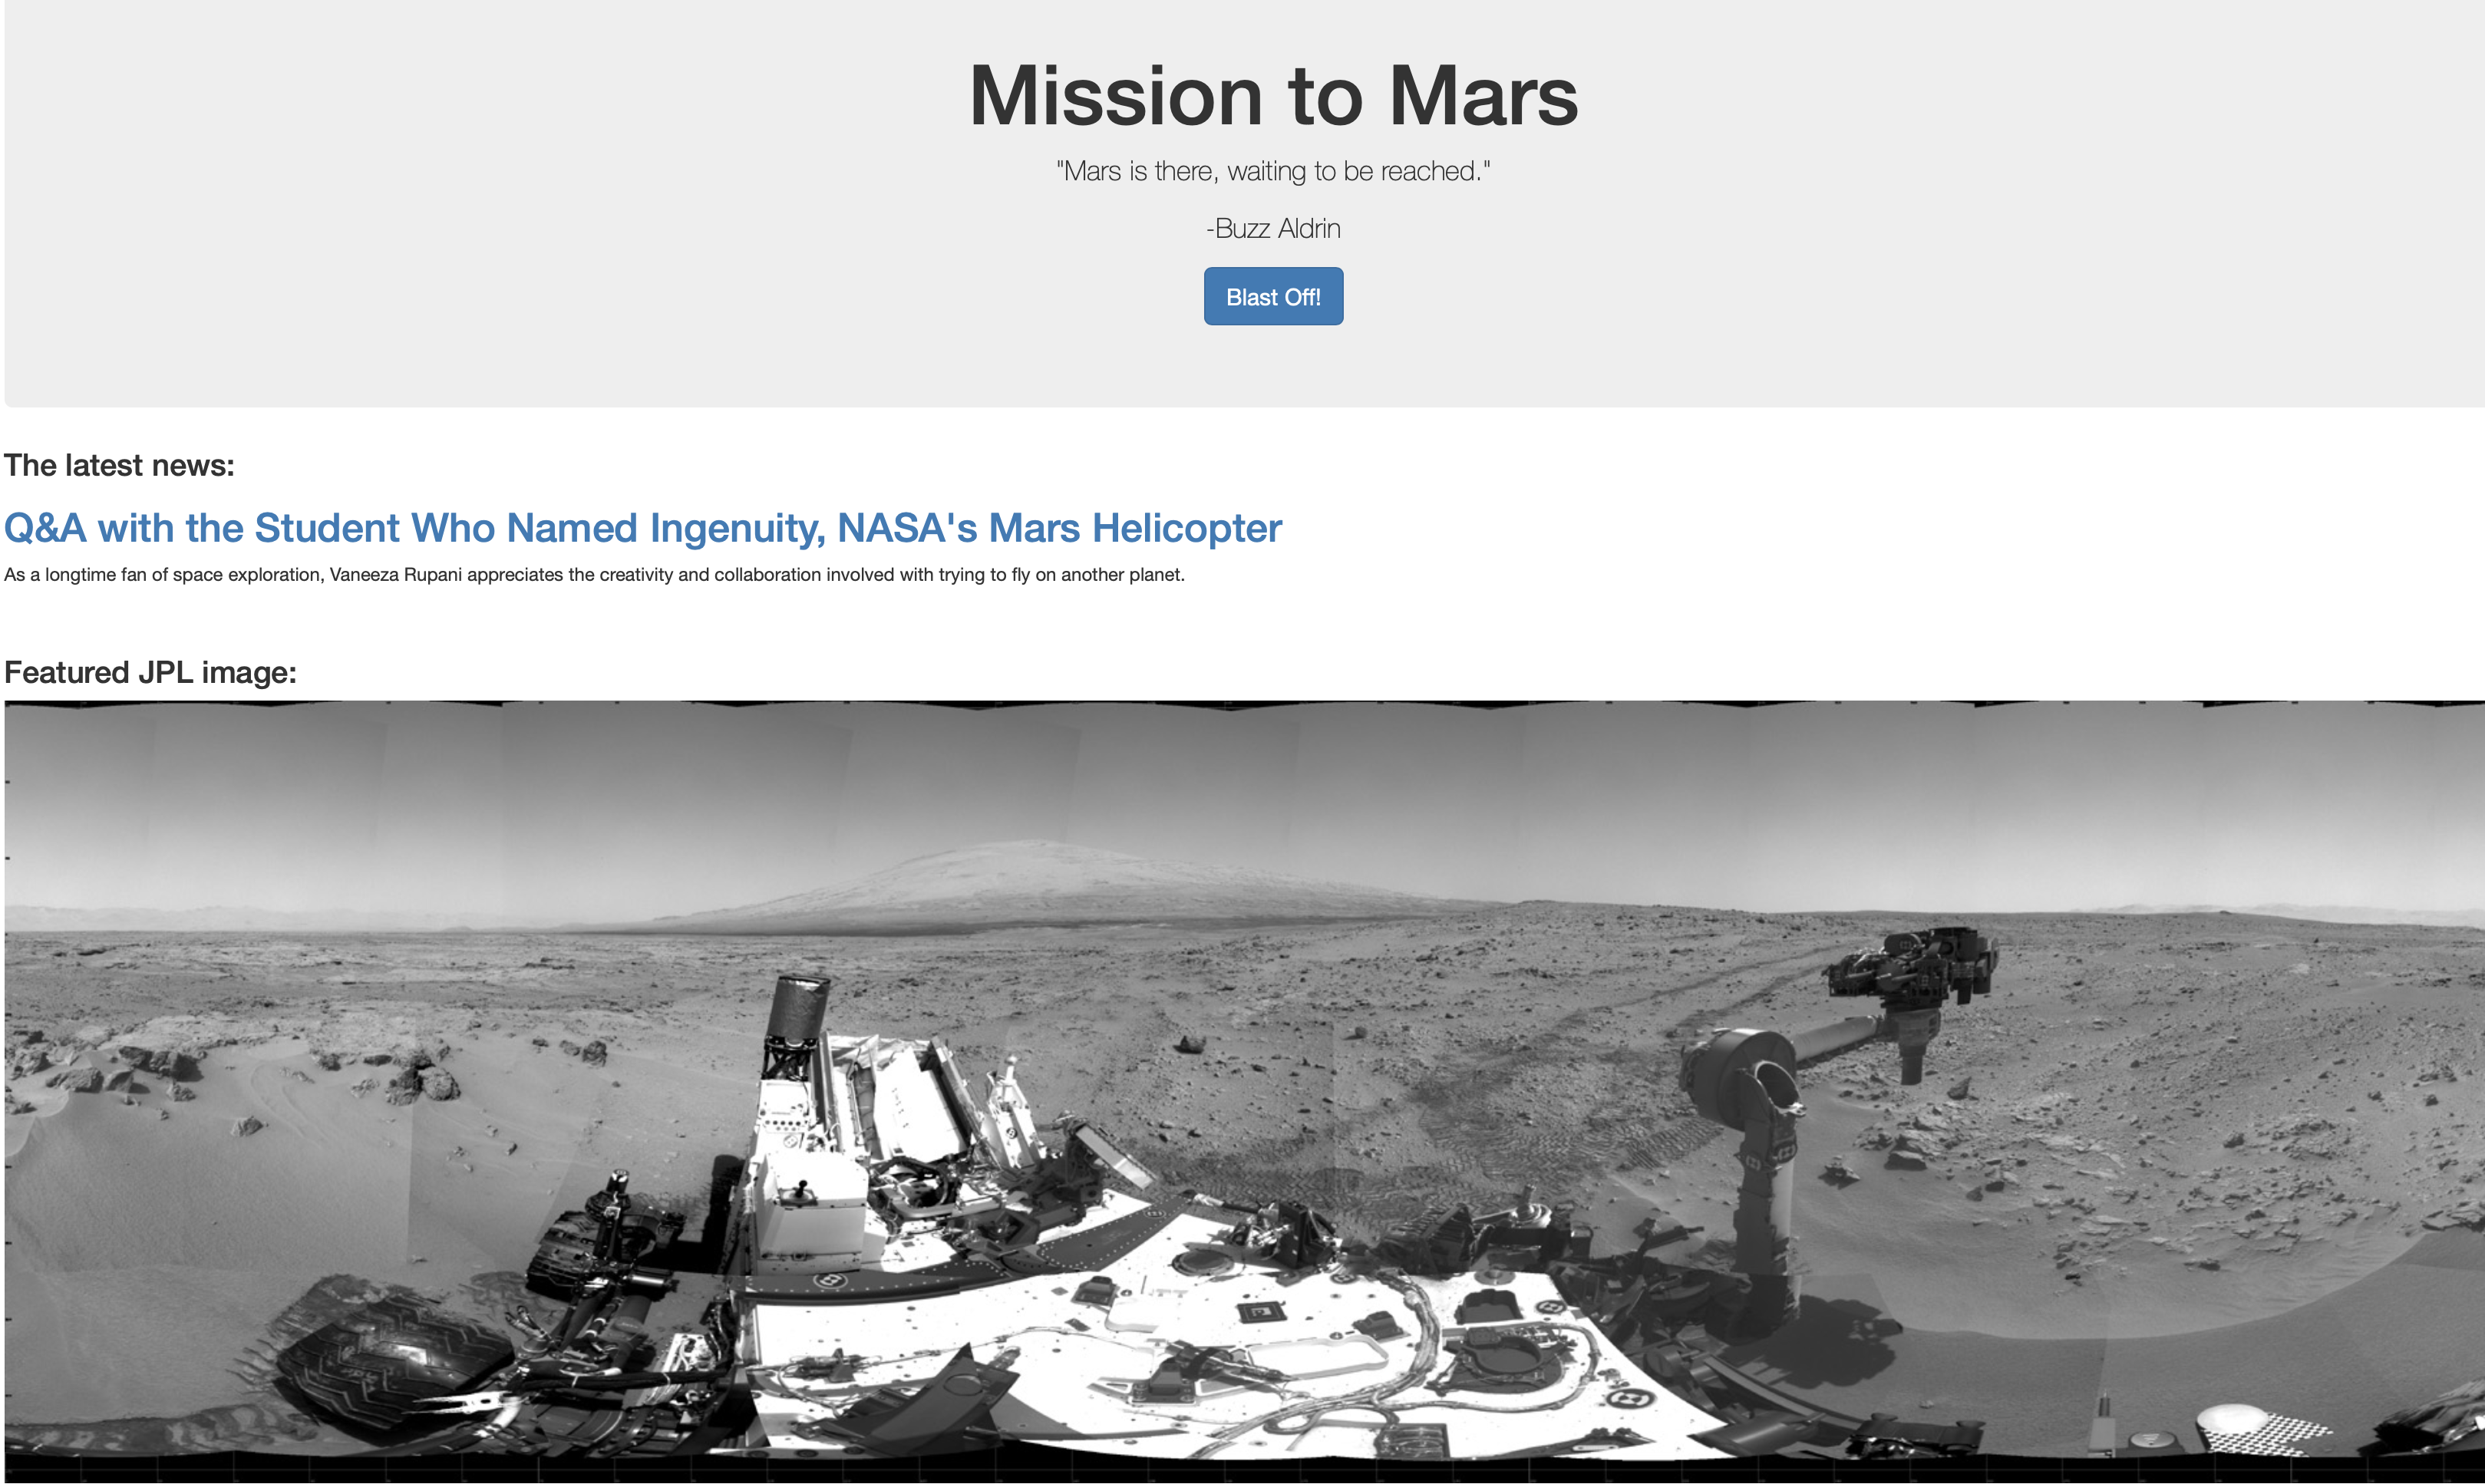 Mission to Mars
"Mars is there, waiting to be reached."
-Buzz Aldrin
Blast Off!
The latest news:
Q&A with the Student Who Named Ingenuity, NASA's Mars Helicopter
As a longtime fan of space exploration, Vaneeza Rupani appreciates the creativity and collaboration involved with trying to fly on another planet.
Featured JPL image: